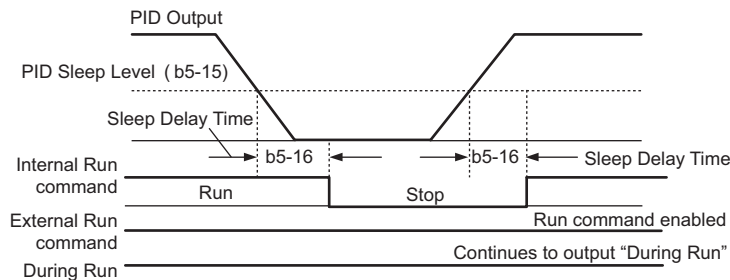 PID Output
PID Sleep Level ( b5-15)
Sleep Delay Time
b5-16
b5-16
Sleep Delay Time
Internal Run
command
Run
Stop
External Run
command
Run command enabled
Continues to output “During Run”
During Run